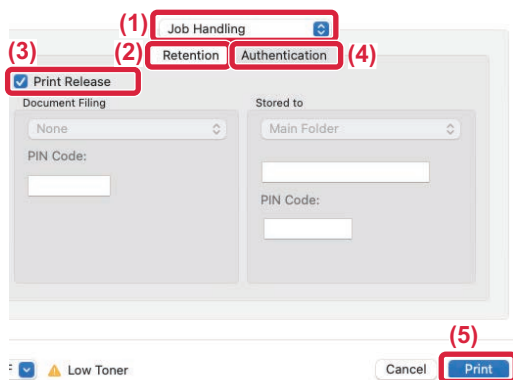 (1)
Job Handling
(2) Retention Authentication (4)
(3)
Print Release
Document Filing
Stored to
None
Main Folder
PIN Code:
PIN Code:
(5)
Low Toner
Cancel
Print